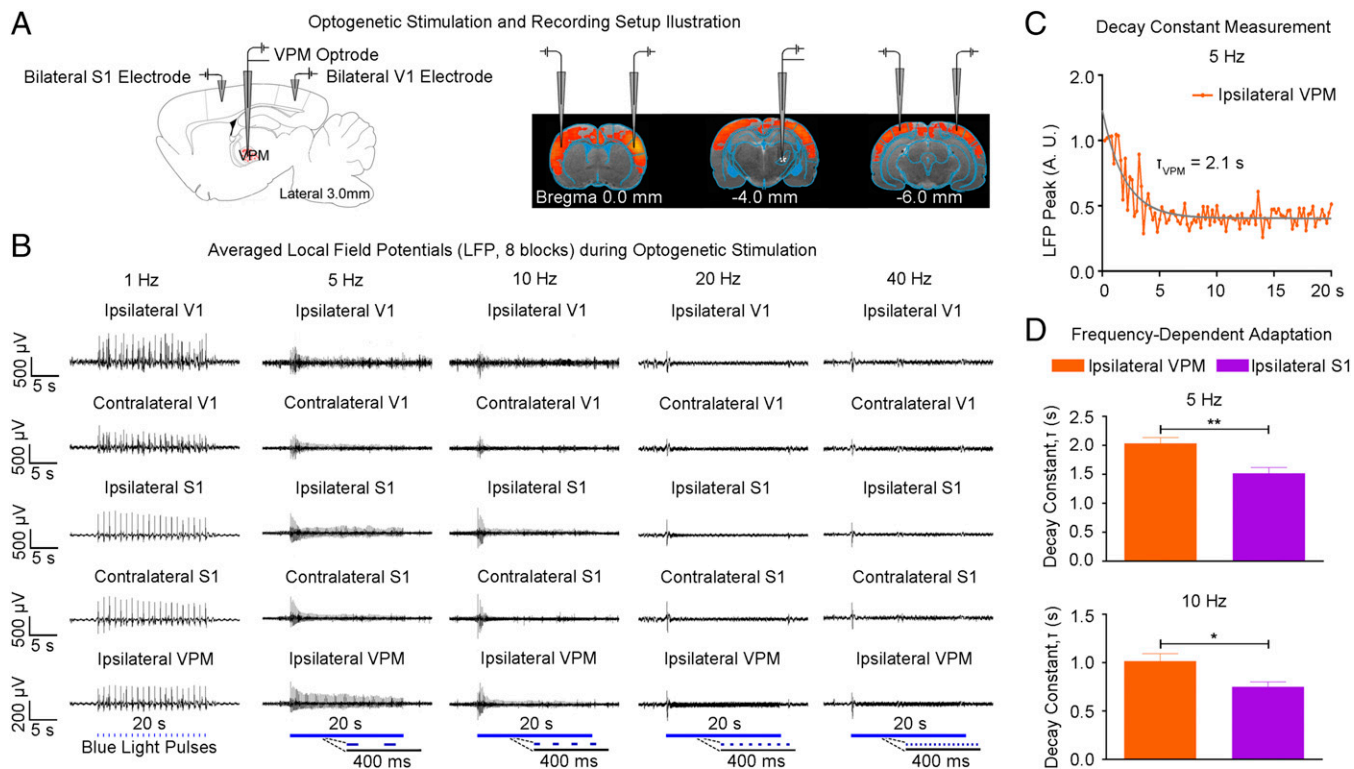 A
Optogenetic Stimulation and Recording Setup Ilustration
VPM Optrode
Bilateral S1 Electrode
Bilateral V1 Electrode
VPM
Lateral 3.0mm
Bregma 0.0 mm
-4.0 mm
-6.0 mm
B
Averaged Local Field Potentials (LFP, 8 blocks) during Optogenetic Stimulation
1 Hz 5 Hz 10 Hz 20 Hz 40 Hz
Ipsilateral V1 Ipsilateral V1 Ipsilateral V1 Ipsilateral V1 Ipsilateral V1
500 µV
5 s
Contralateral V1 Contralateral V1 Contralateral V1 Contralateral V1 Contralateral V1
500 µV
5 s
Ipsilateral S1 Ipsilateral S1 Ipsilateral S1 Ipsilateral S1 Ipsilateral S1
500 µV
5 s
Contralateral S1 Contralateral S1 Contralateral S1 Contralateral S1 Contralateral S1
500 µV
5 s
Ipsilateral VPM Ipsilateral VPM Ipsilateral VPM Ipsilateral VPM Ipsilateral VPM
200 µV
5 s
20 s 20 s 20 s 20 s 20 s
Blue Light Pulses
400 ms 400 ms 400 ms 400 ms
C
Decay Constant Measurement
5 Hz
Ipsilateral VPM
τVPM = 2.1 s
LFP Peak (A. U.)
2.0
1.0
0.5
0.0
0 5 10 15 20 s
D
Frequency-Dependent Adaptation
Ipsilateral VPM
Ipsilateral S1
5 Hz
**
Decay Constant,τ (s)
2.5
2.0
1.5
1.0
0.5
0.0
10 Hz
*
Decay Constant,τ (s)
1.5
1.0
0.5
0.0